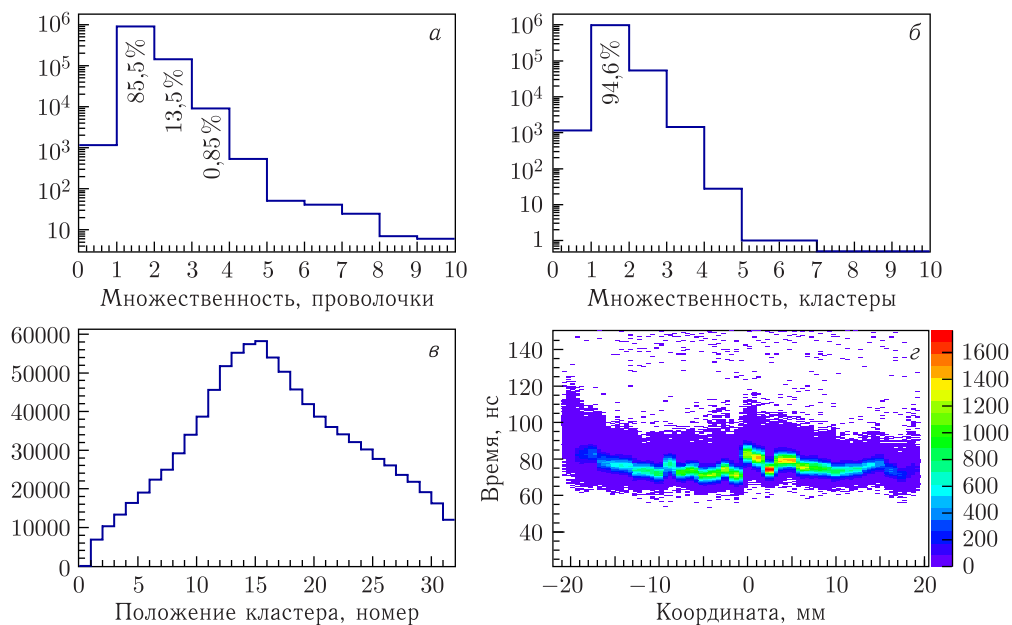 10⁶ 10⁵ 10⁴ 10³ 10² 10
85,5% 13,5% 0,85%
а
0 1 2 3 4 5 6 7 8 9 10
Множественность, проволочки
10⁶ 10⁵ 10⁴ 10³ 10² 10 1
94,6%
б
0 1 2 3 4 5 6 7 8 9 10
Множественность, кластеры
60000 50000 40000 30000 20000 10000 0
в
0 5 10 15 20 25 30
Положение кластера, номер
Время, нс
140 120 100 80 60 40
г
−20 −10 0 10 20
Координата, мм
1600 1400 1200 1000 800 600 400 200 0